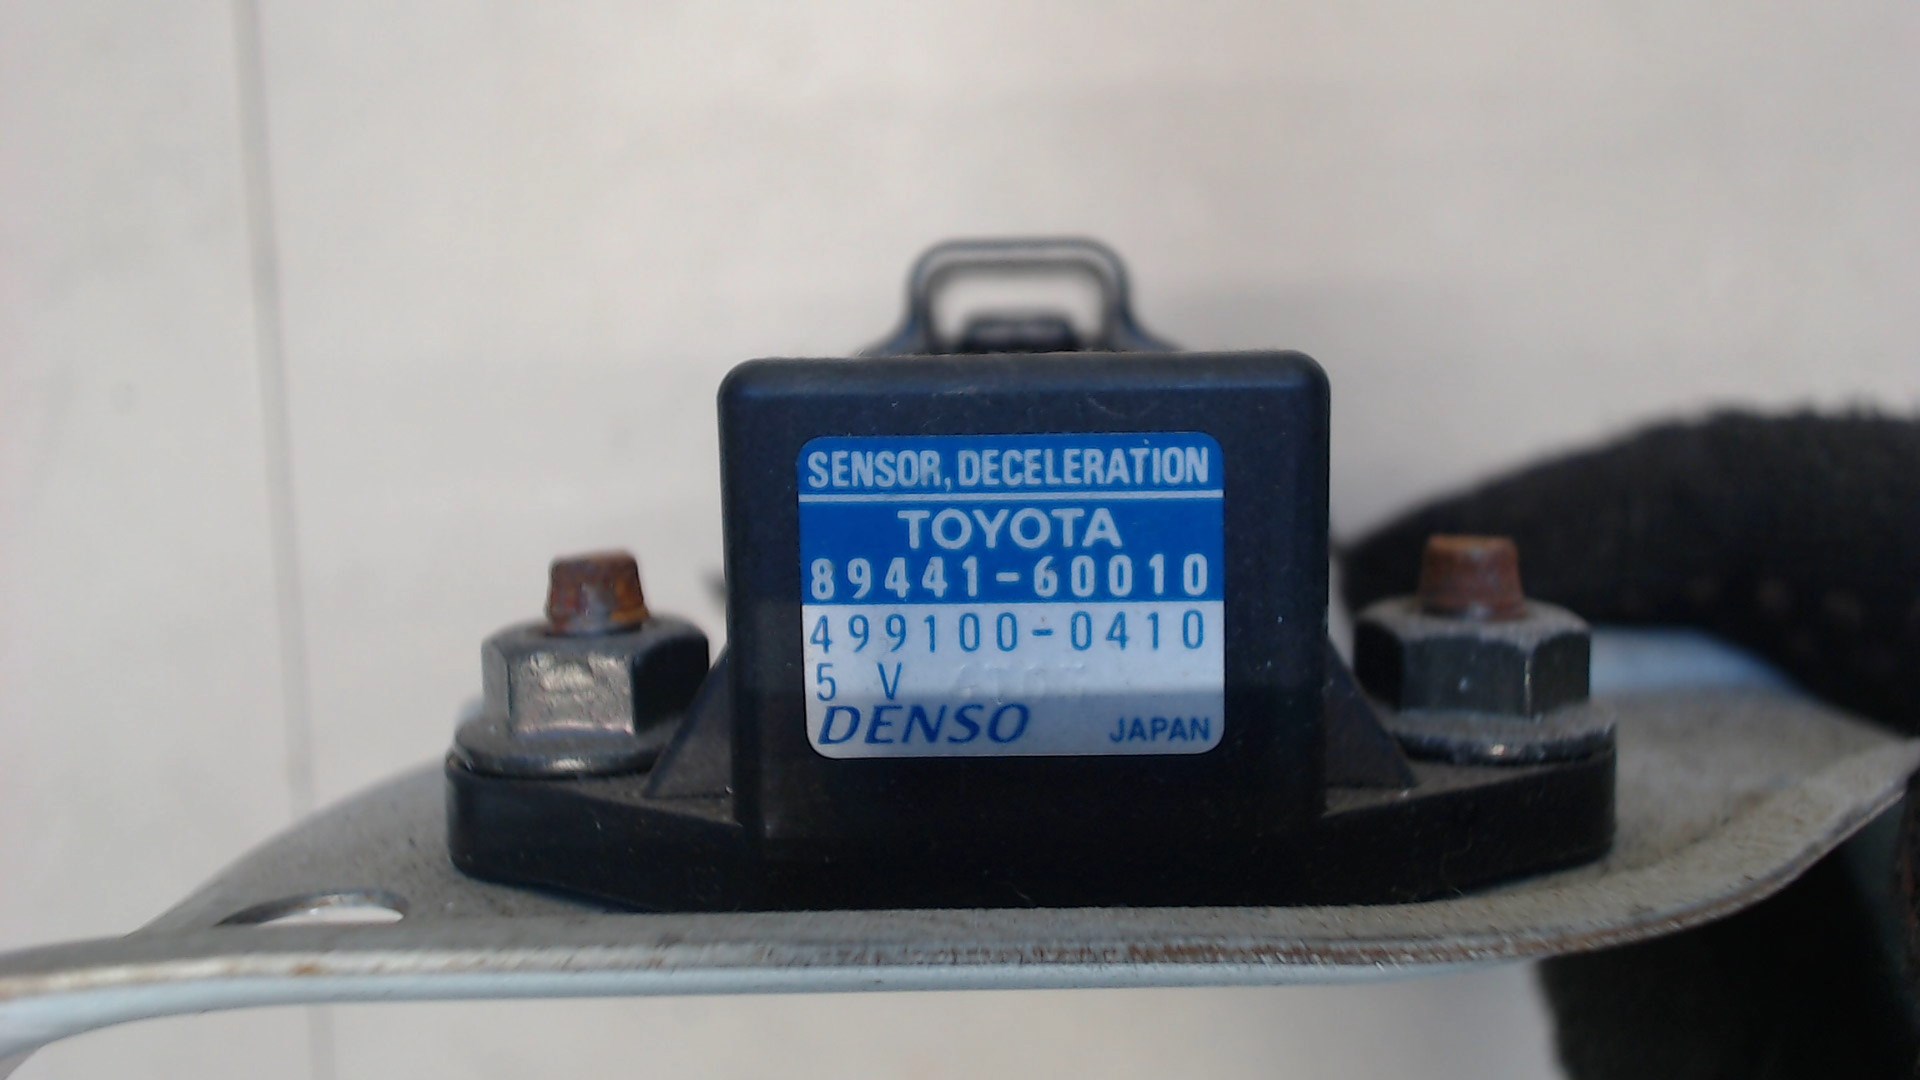 SENSOR, DECELERATION
TOYOTA
89441-60010
499100-0410
5 V
DENSO JAPAN